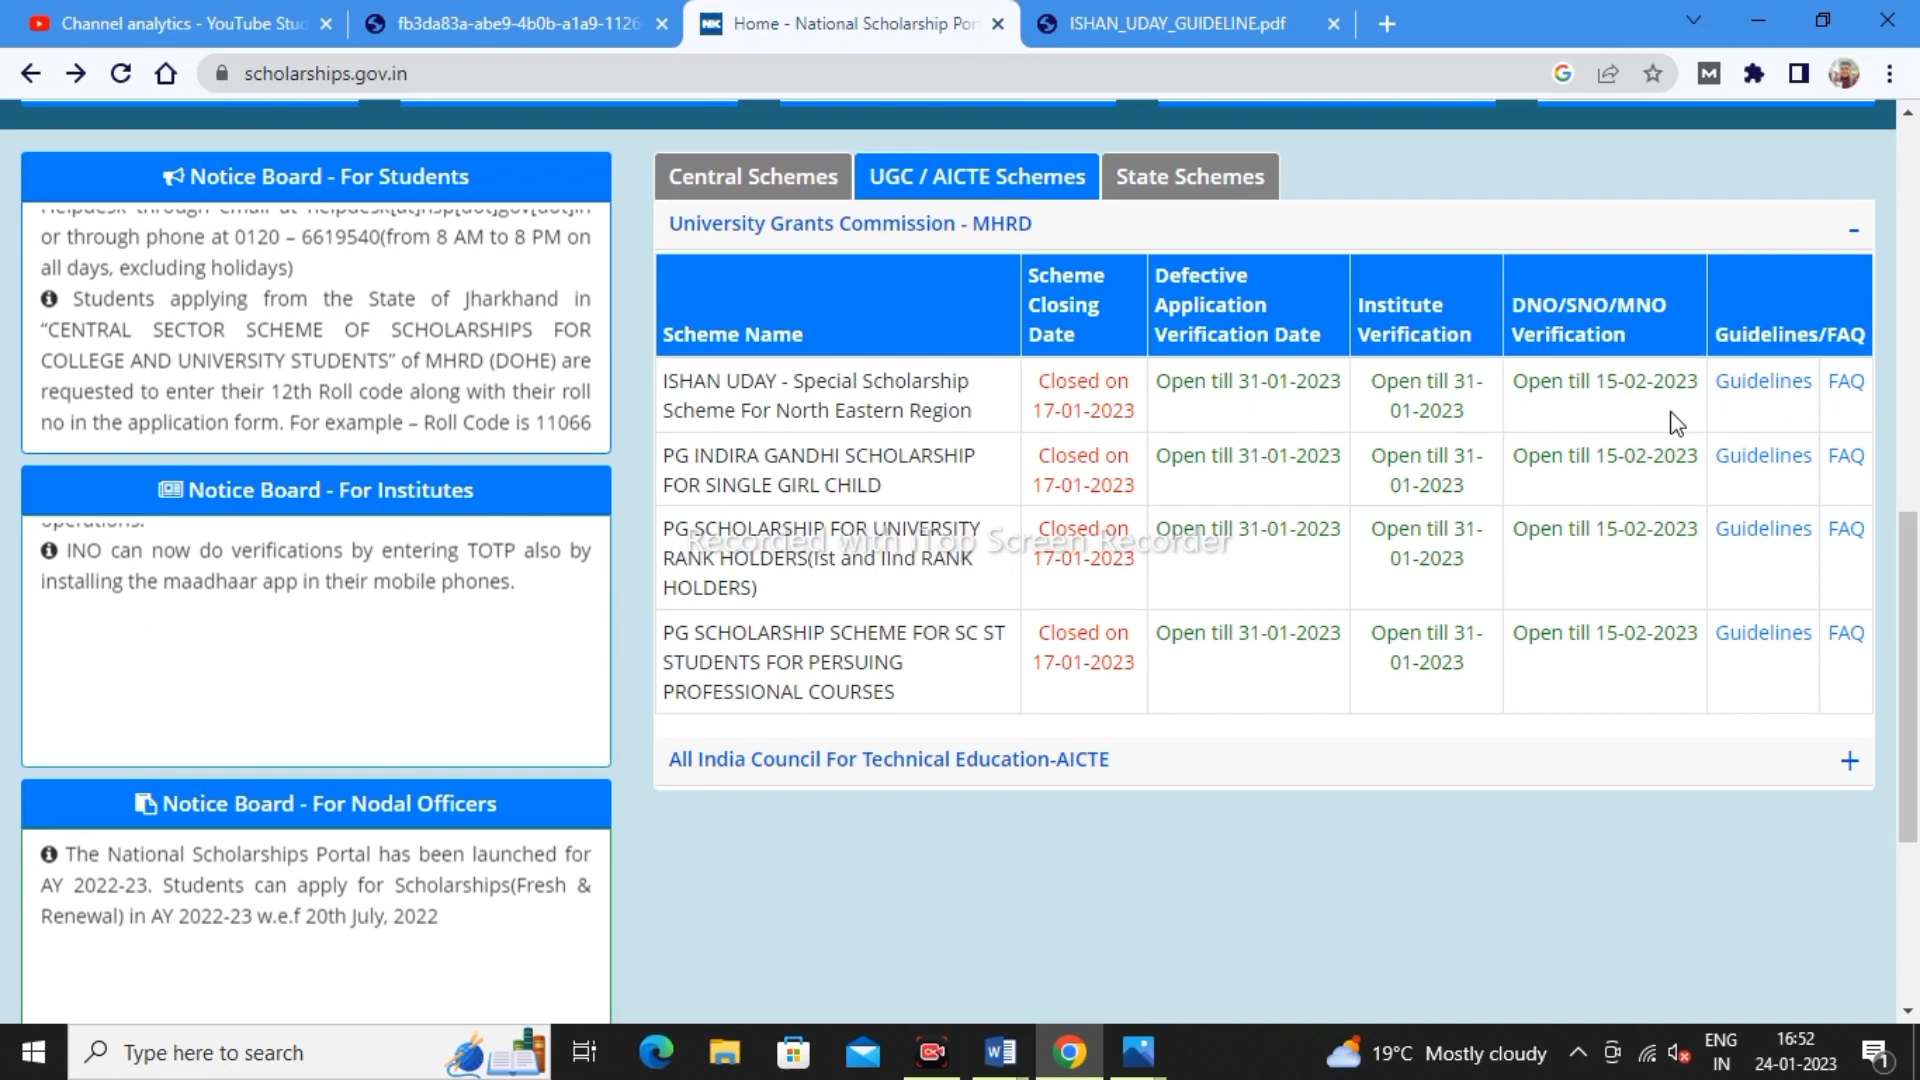 Channel analytics - YouTube Stud
fb3da83a-abe9-4b0b-a1a9-1126
Home - National Scholarship Por
ISHAN_UDAY_GUIDELINE.pdf
scholarships.gov.in
Notice Board - For Students
Helpdesk through email at helpdesk[at]nsp[dot]gov[dot]in
or through phone at 0120 – 6619540(from 8 AM to 8 PM on
all days, excluding holidays)
Students applying from the State of Jharkhand in
“CENTRAL SECTOR SCHEME OF SCHOLARSHIPS FOR
COLLEGE AND UNIVERSITY STUDENTS” of MHRD (DOHE) are
requested to enter their 12th Roll code along with their roll
no in the application form. For example – Roll Code is 11066
Notice Board - For Institutes
operations.
INO can now do verifications by entering TOTP also by
installing the maadhaar app in their mobile phones.
Notice Board - For Nodal Officers
The National Scholarships Portal has been launched for
AY 2022-23. Students can apply for Scholarships(Fresh &
Renewal) in AY 2022-23 w.e.f 20th July, 2022
Central Schemes
UGC / AICTE Schemes
State Schemes
University Grants Commission - MHRD
-
Scheme Name
Scheme
Closing
Date
Defective
Application
Verification Date
Institute
Verification
DNO/SNO/MNO
Verification
Guidelines/FAQ
ISHAN UDAY - Special Scholarship
Scheme For North Eastern Region
Closed on
17-01-2023
Open till 31-01-2023
Open till 31-
01-2023
Open till 15-02-2023
Guidelines
FAQ
PG INDIRA GANDHI SCHOLARSHIP
FOR SINGLE GIRL CHILD
Closed on
17-01-2023
Open till 31-01-2023
Open till 31-
01-2023
Open till 15-02-2023
Guidelines
FAQ
PG SCHOLARSHIP FOR UNIVERSITY
RANK HOLDERS(Ist and IInd RANK
HOLDERS)
Closed on
17-01-2023
Open till 31-01-2023
Open till 31-
01-2023
Open till 15-02-2023
Guidelines
FAQ
Recorded with iTop Screen Recorder
PG SCHOLARSHIP SCHEME FOR SC ST
STUDENTS FOR PERSUING
PROFESSIONAL COURSES
Closed on
17-01-2023
Open till 31-01-2023
Open till 31-
01-2023
Open till 15-02-2023
Guidelines
FAQ
All India Council For Technical Education-AICTE
+
Type here to search
19°C Mostly cloudy
ENG
IN
16:52
24-01-2023
1